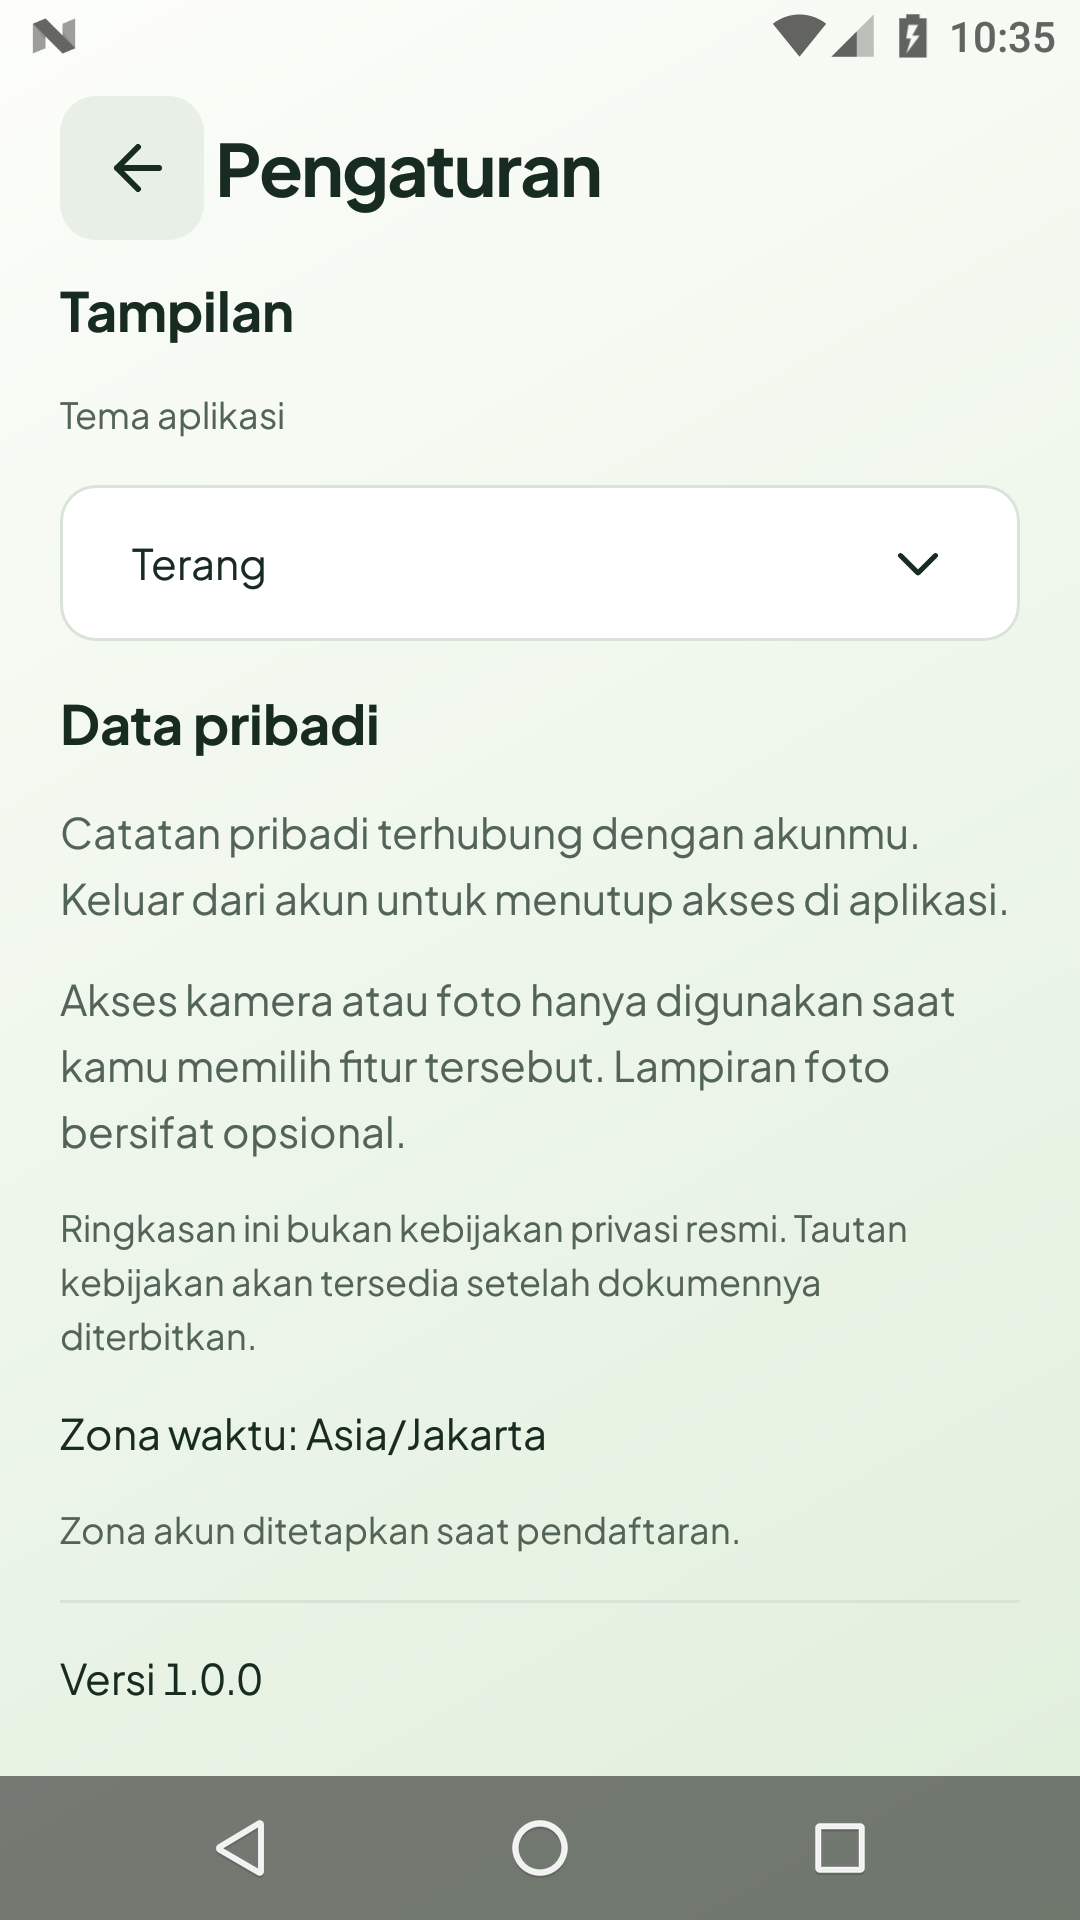 10:35
Pengaturan
Tampilan
Tema aplikasi
Terang
Data pribadi
Catatan pribadi terhubung dengan akunmu.
Keluar dari akun untuk menutup akses di aplikasi.
Akses kamera atau foto hanya digunakan saat
kamu memilih fitur tersebut. Lampiran foto
bersifat opsional.
Ringkasan ini bukan kebijakan privasi resmi. Tautan
kebijakan akan tersedia setelah dokumennya
diterbitkan.
Zona waktu: Asia/Jakarta
Zona akun ditetapkan saat pendaftaran.
Versi 1.0.0